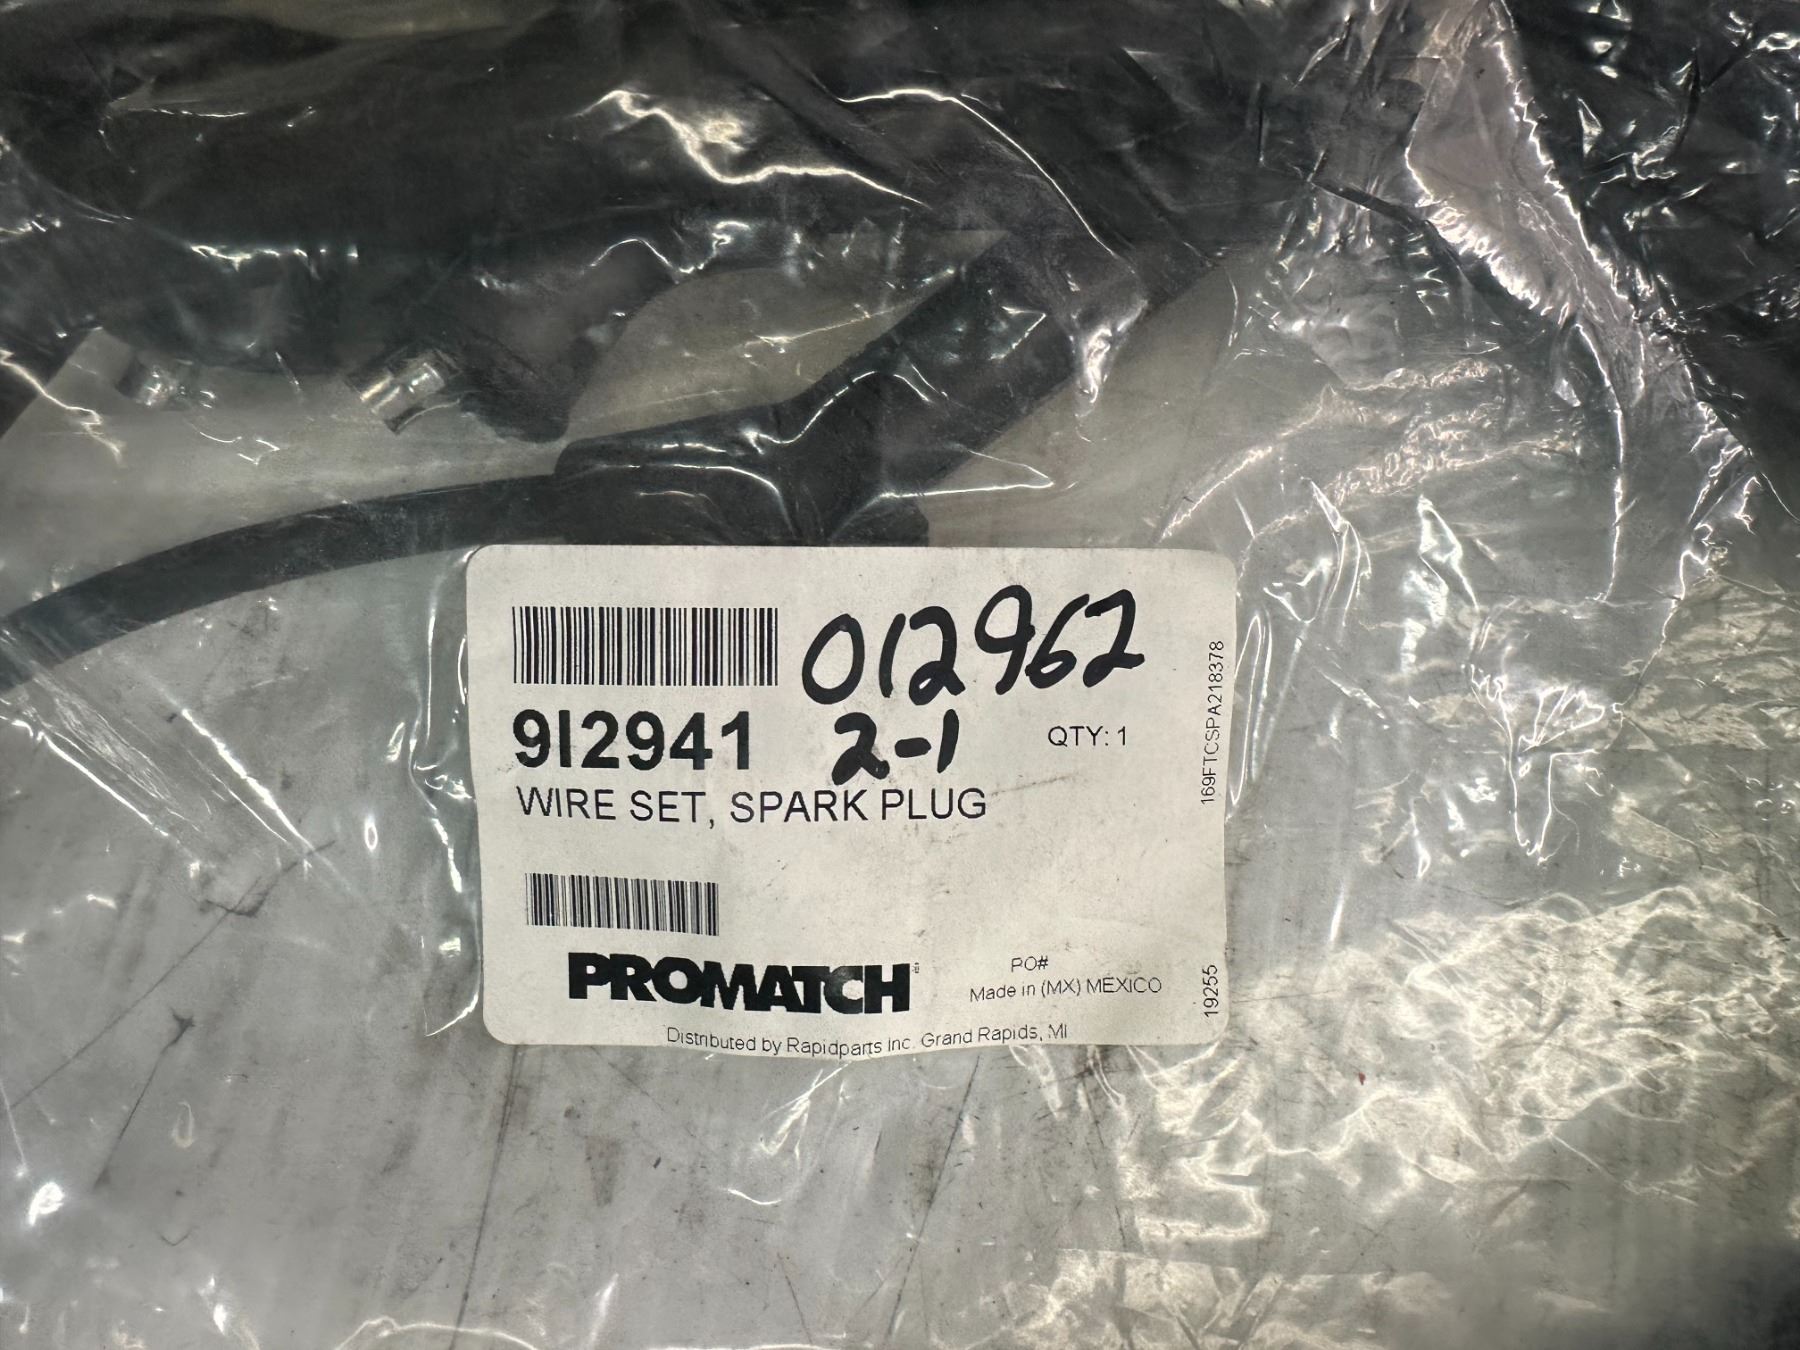 012962
9I2941 2-1 QTY: 1
WIRE SET, SPARK PLUG
PROMATCH
PO#
Made in (MX) MEXICO
Distributed by Rapidparts Inc. Grand Rapids, MI
169FTCSPA218378
19255